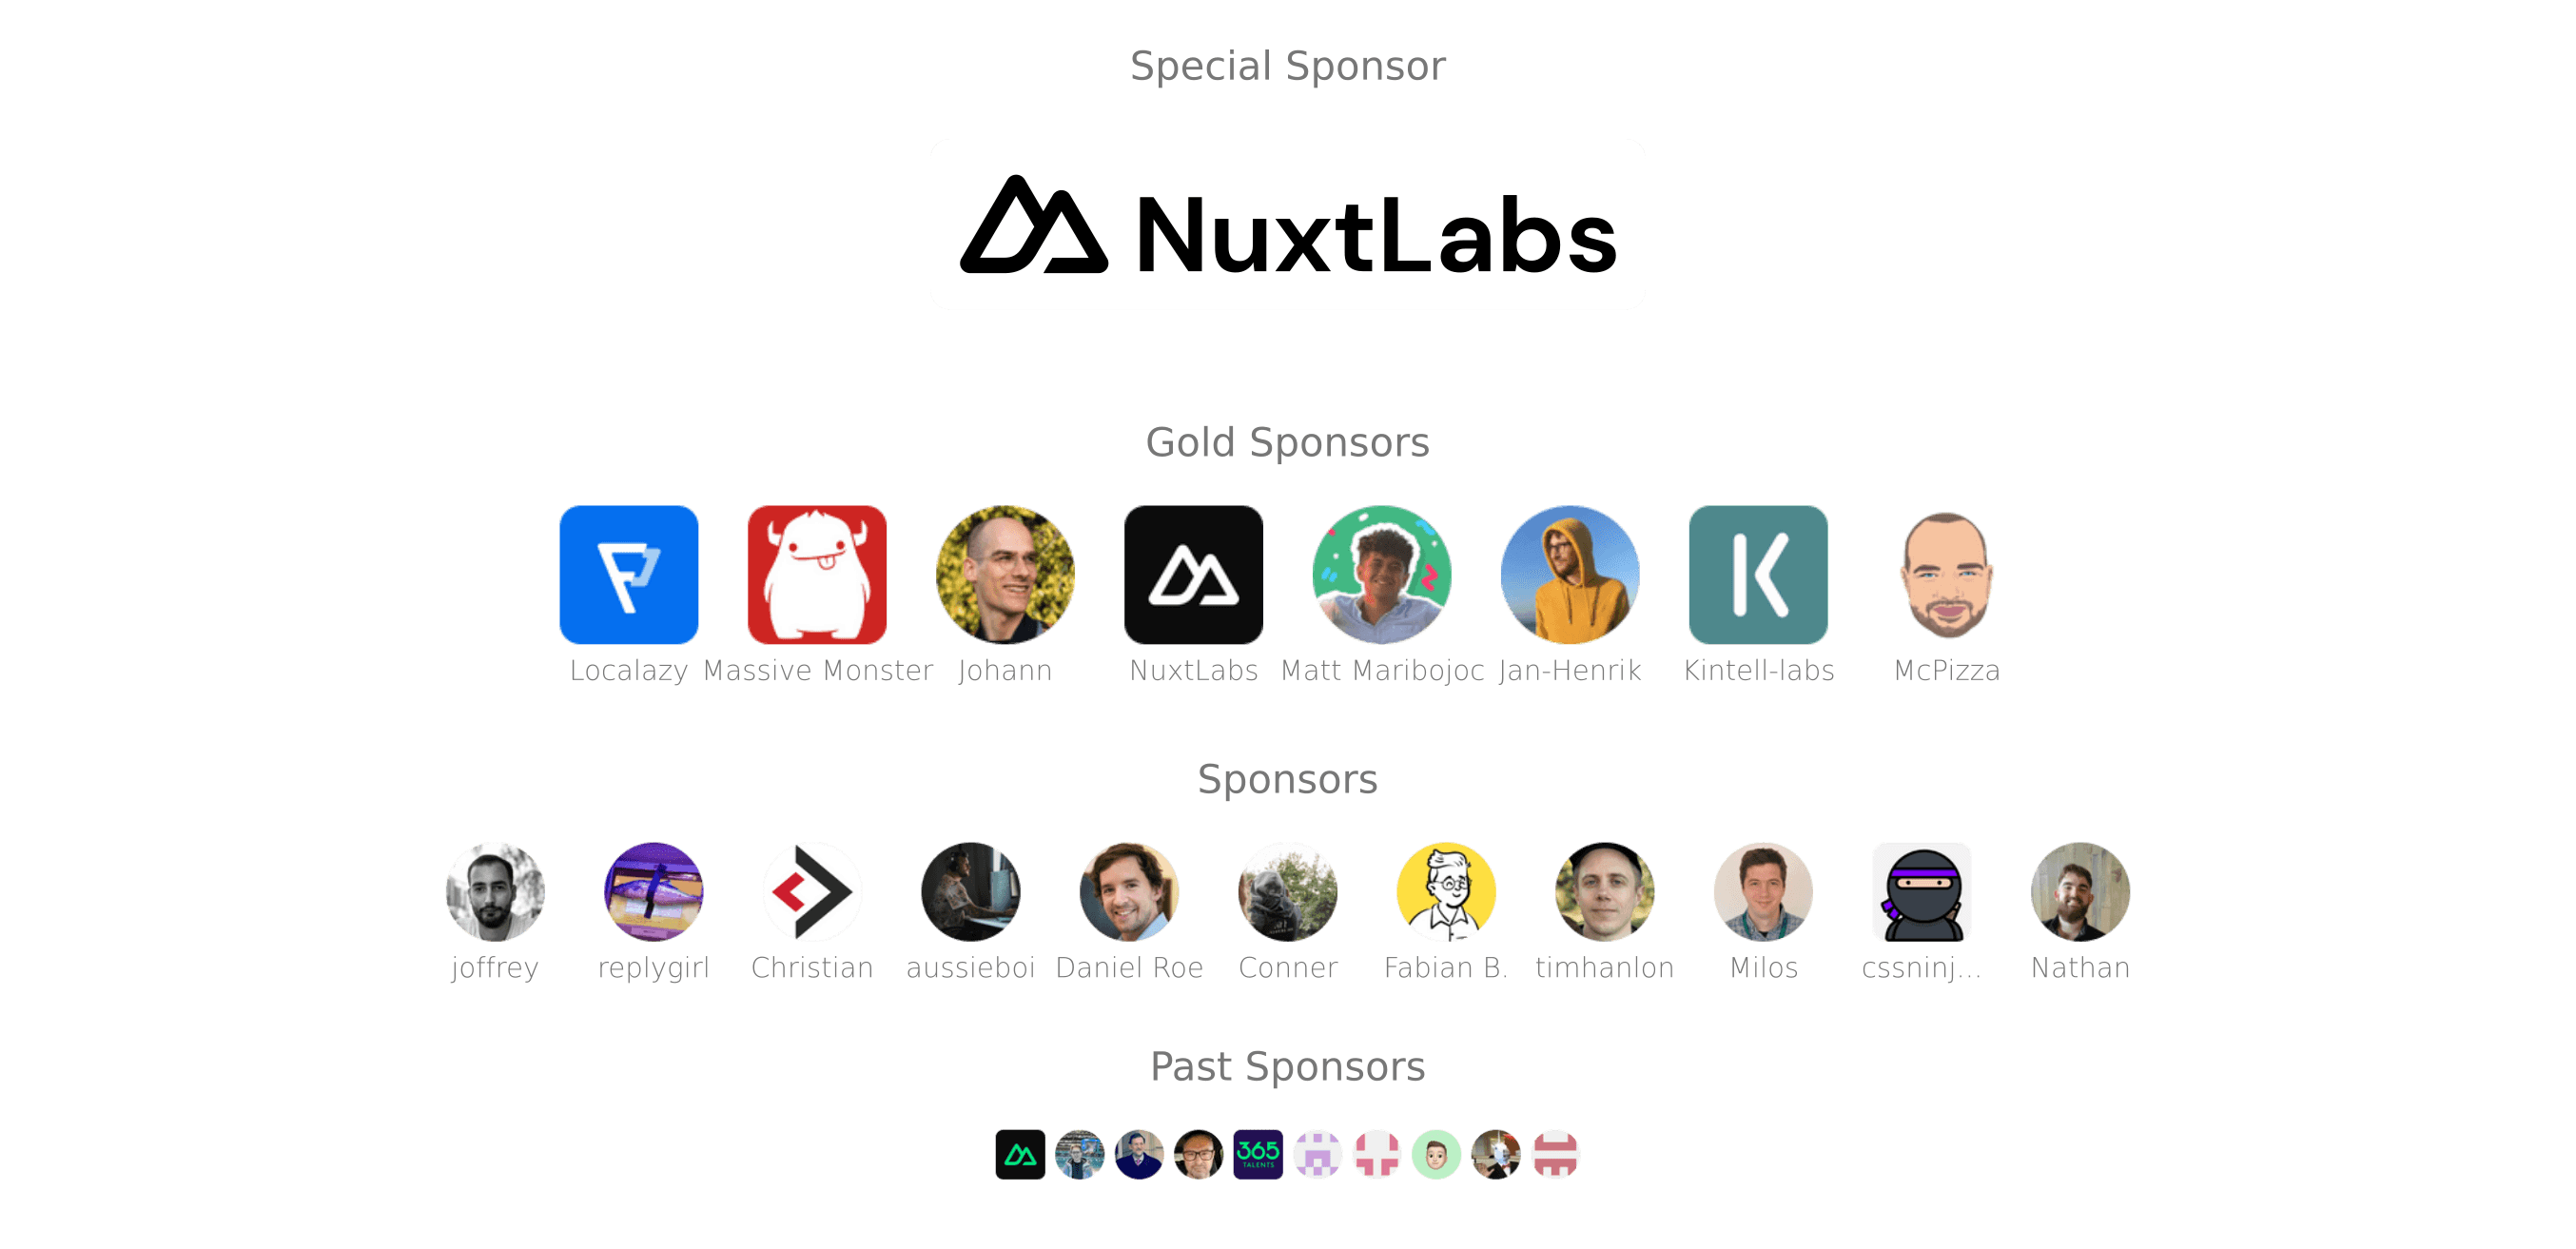 Special Sponsor
NuxtLabs
Gold Sponsors
Localazy Massive Monster Johann NuxtLabs Matt Maribojoc Jan-Henrik Kintell-labs McPizza
Sponsors
joffrey replygirl Christian aussieboi Daniel Roe Conner Fabian B. timhanlon Milos cssninj... Nathan
Past Sponsors
365
TALENTS